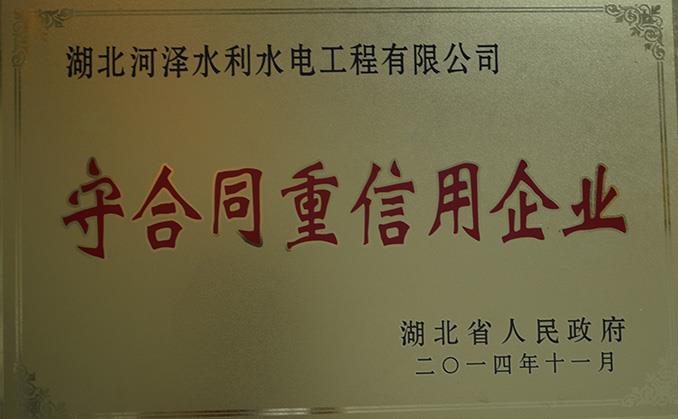 湖北河泽水利水电工程有限公司
守合同重信用企业
湖北省人民政府
二〇一四年十一月